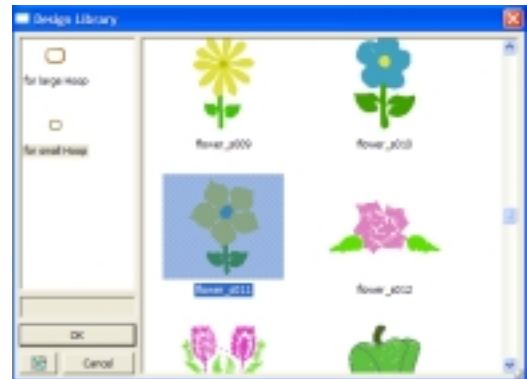 Design Library
for large Hoop
for small Hoop
flower_p009
flower_p010
flower_p011
flower_p012
OK
Cancel